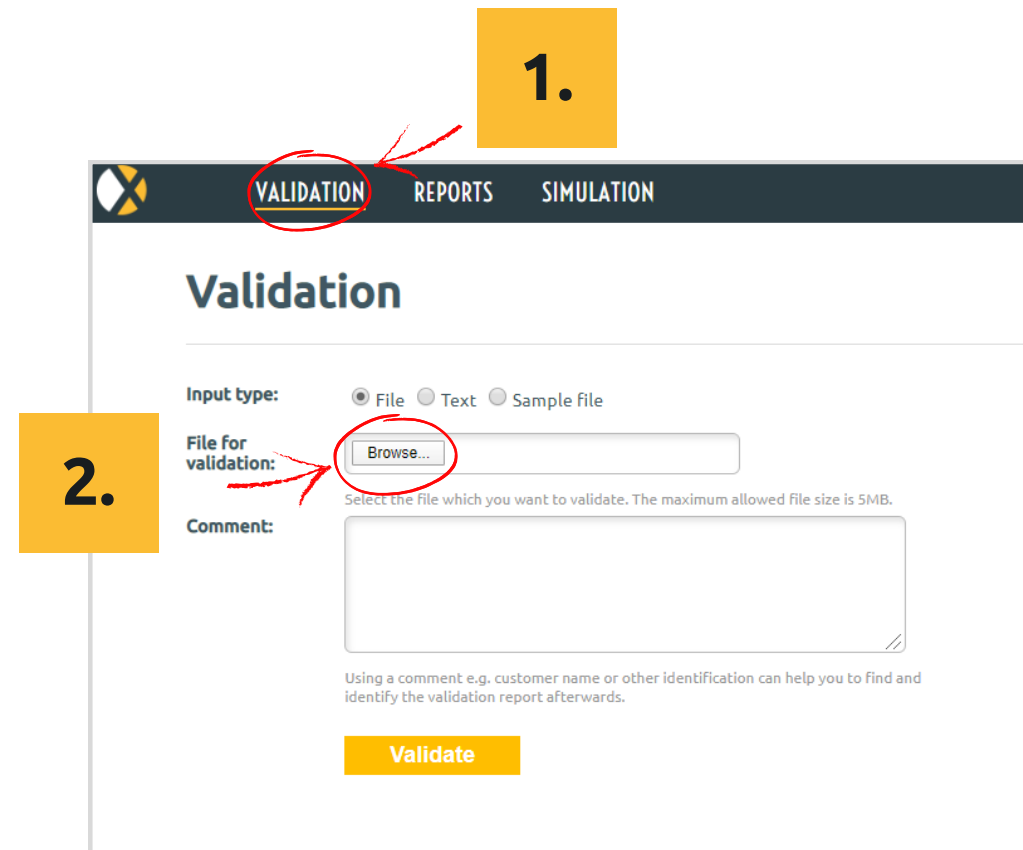 1.
VALIDATION REPORTS SIMULATION
Validation
Input type:
File Text Sample file
File for
validation:
Browse...
2.
Select the file which you want to validate. The maximum allowed file size is 5MB.
Comment:
Using a comment e.g. customer name or other identification can help you to find and
identify the validation report afterwards.
Validate